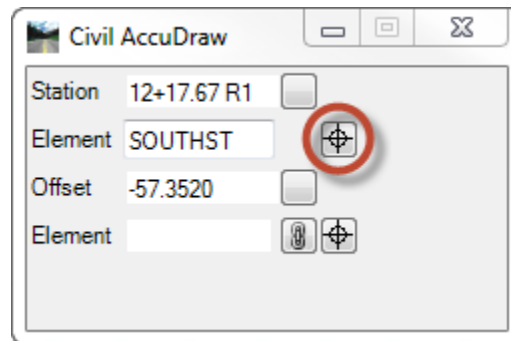 Civil AccuDraw
Station 12+17.67 R1
Element SOUTHST
Offset -57.3520
Element